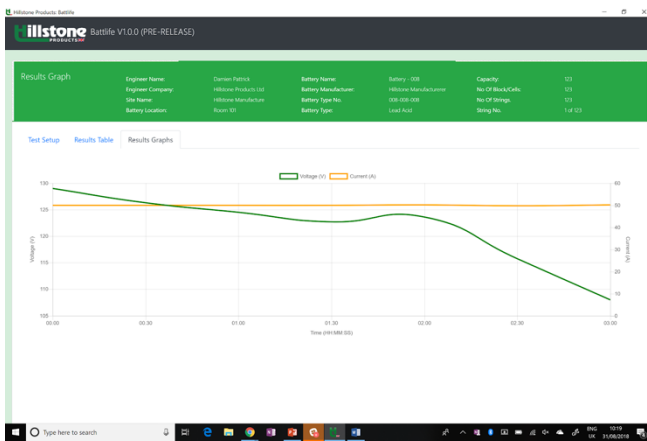 Hillstone Products: Battlife
Hillstone PRODUCTS Battlife V1.0.0 (PRE-RELEASE)
Results Graph
Engineer Name: Damien Pattrick Battery Name: Battery - 008 Capacity: 123
Engineer Company: Hillstone Products Ltd Battery Manufacturer: Hillstone Manufacturerer No Of Block/Cells: 123
Site Name: Hillstone Manufacture Battery Type No: 008-008-008 No Of Strings: 123
Battery Location: Room 101 Battery Type: Lead Acid String No. 1 of 123
Test Setup Results Table Results Graphs
Voltage (V) Current (A)
130 60
125 50
120 40
115 30
110 20
105 10
0
Voltage (V)
Current (A)
00:00 00:30 01:00 01:30 02:00 02:30 03:00
Time (HH:MM:SS)
Type here to search
ENG 10:19
UK 31/08/2018